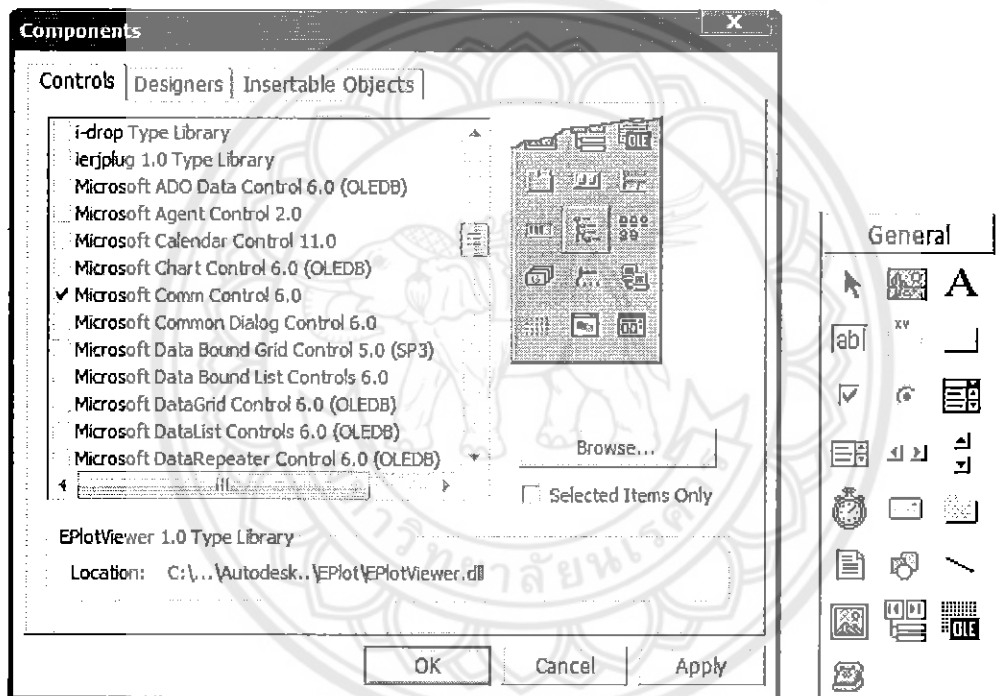 Components
X
Controls
Designers
Insertable Objects
i-drop Type Library
Ierjplug 1.0 Type Library
Microsoft ADO Data Control 6.0 (OLEDB)
Microsoft Agent Control 2.0
Microsoft Calendar Control 11.0
Microsoft Chart Control 6.0 (OLEDB)
Microsoft Comm Control 6.0
Microsoft Common Dialog Control 6.0
Microsoft Data Bound Grid Control 5.0 (SP3)
Microsoft Data Bound List Controls 6.0
Microsoft DataGrid Control 6.0 (OLEDB)
Microsoft DataList Controls 6.0 (OLEDB)
Microsoft DataRepeater Control 6.0 (OLEDB)
OLE
Browse...
Selected Items Only
EPlotViewer 1.0 Type Library
Location: C:\...\Autodesk..\EPlot\EPlotViewer.dll
OK
Cancel
Apply
General
A
ab
XY
OLE